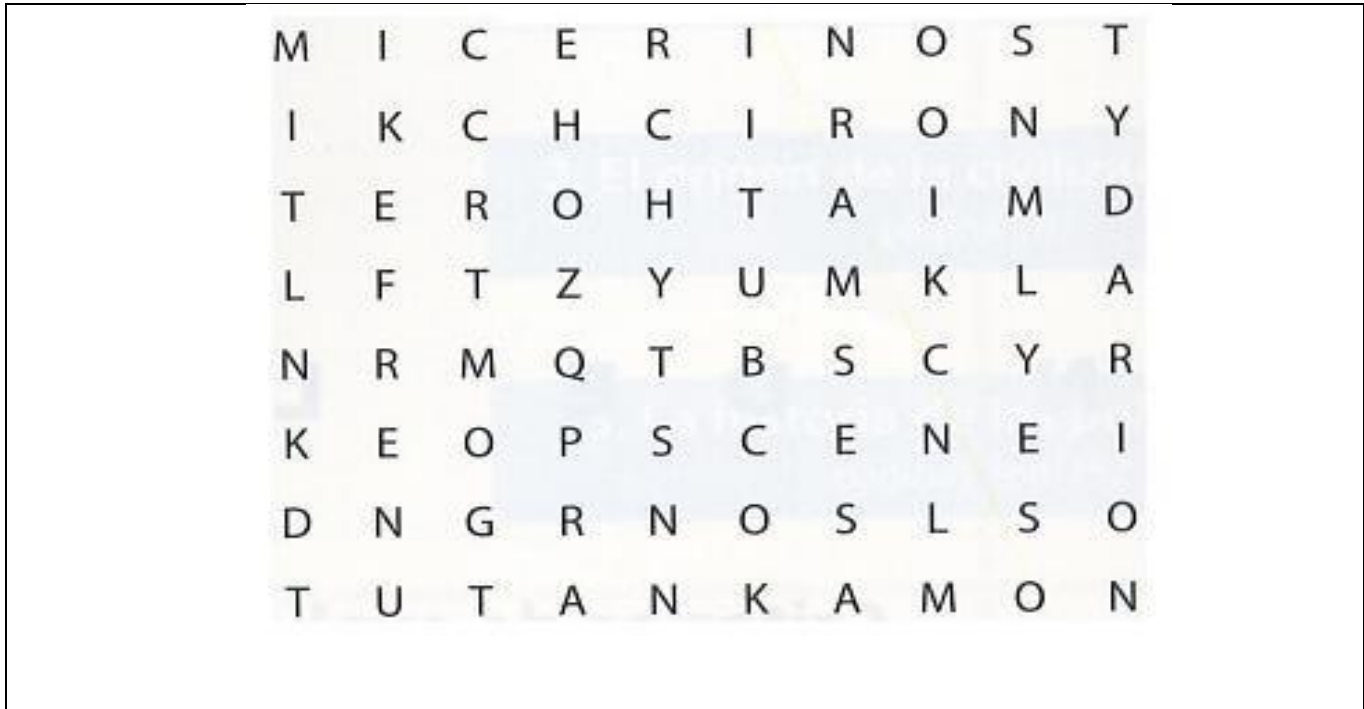 M I C E R I N O S T
I K C H C I R O N Y
T E R O H T A I M D
L F T Z Y U M K L A
N R M Q T B S C Y R
K E O P S C E N E I
D N G R N O S L S O
T U T A N K A M O N